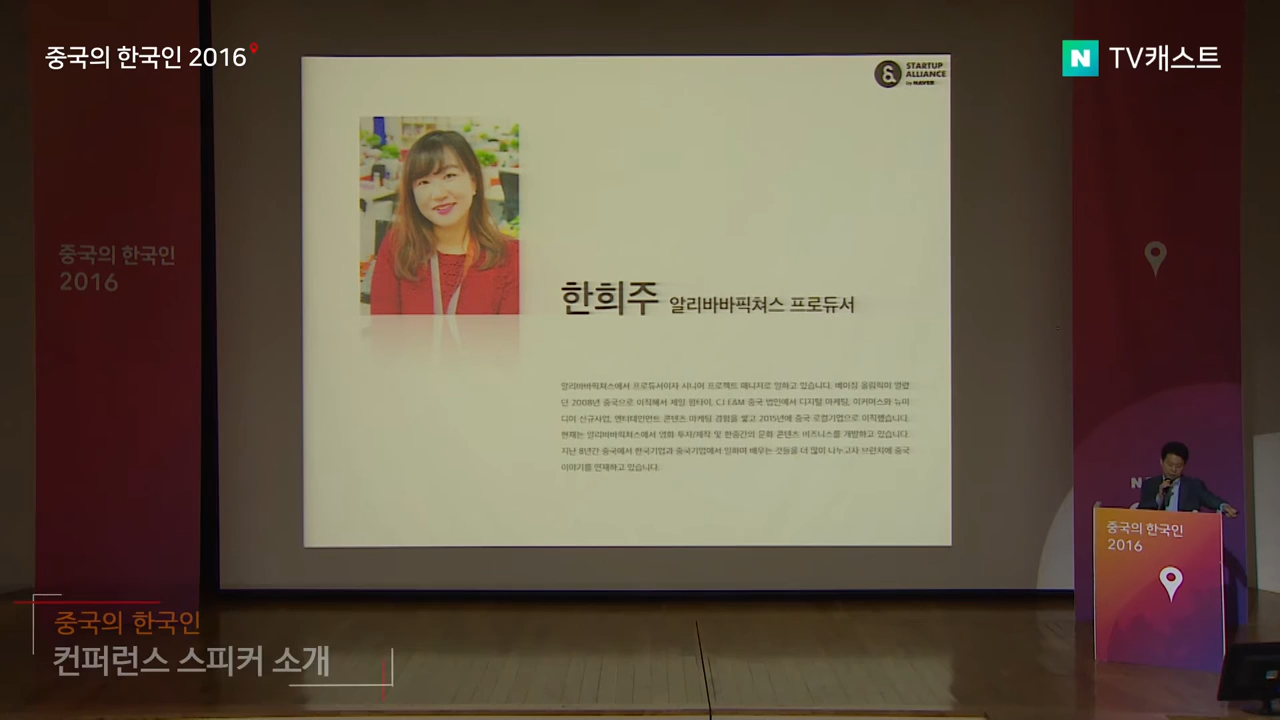 중국의 한국인 2016
N TV캐스트
STARTUP
ALLIANCE
by NAVER
중국의 한국인
2016
한희주 알리바바픽쳐스 프로듀서
알리바바픽쳐스에서 프로듀서이자 시니어 프로젝트 매니저로 일하고 있습니다. 베이징 올림픽이 열렸
던 2008년 중국으로 이직해서 제일 펑타이, CJ E&M 중국 법인에서 디지털 마케팅, 이커머스와 뉴미
디어 신규사업, 엔터테인먼트 콘텐츠 마케팅 경험을 쌓고 2015년에 중국 로컬기업으로 이직했습니다.
현재는 알리바바픽쳐스에서 영화 투자/제작 및 한중간의 문화 콘텐츠 비즈니스를 개발하고 있습니다.
지난 8년간 중국에서 한국기업과 중국기업에서 일하며 배우는 것들을 더 많이 나누고자 브런치에 중국
이야기를 연재하고 있습니다.
중국의 한국인
2016
중국의 한국인
컨퍼런스 스피커 소개